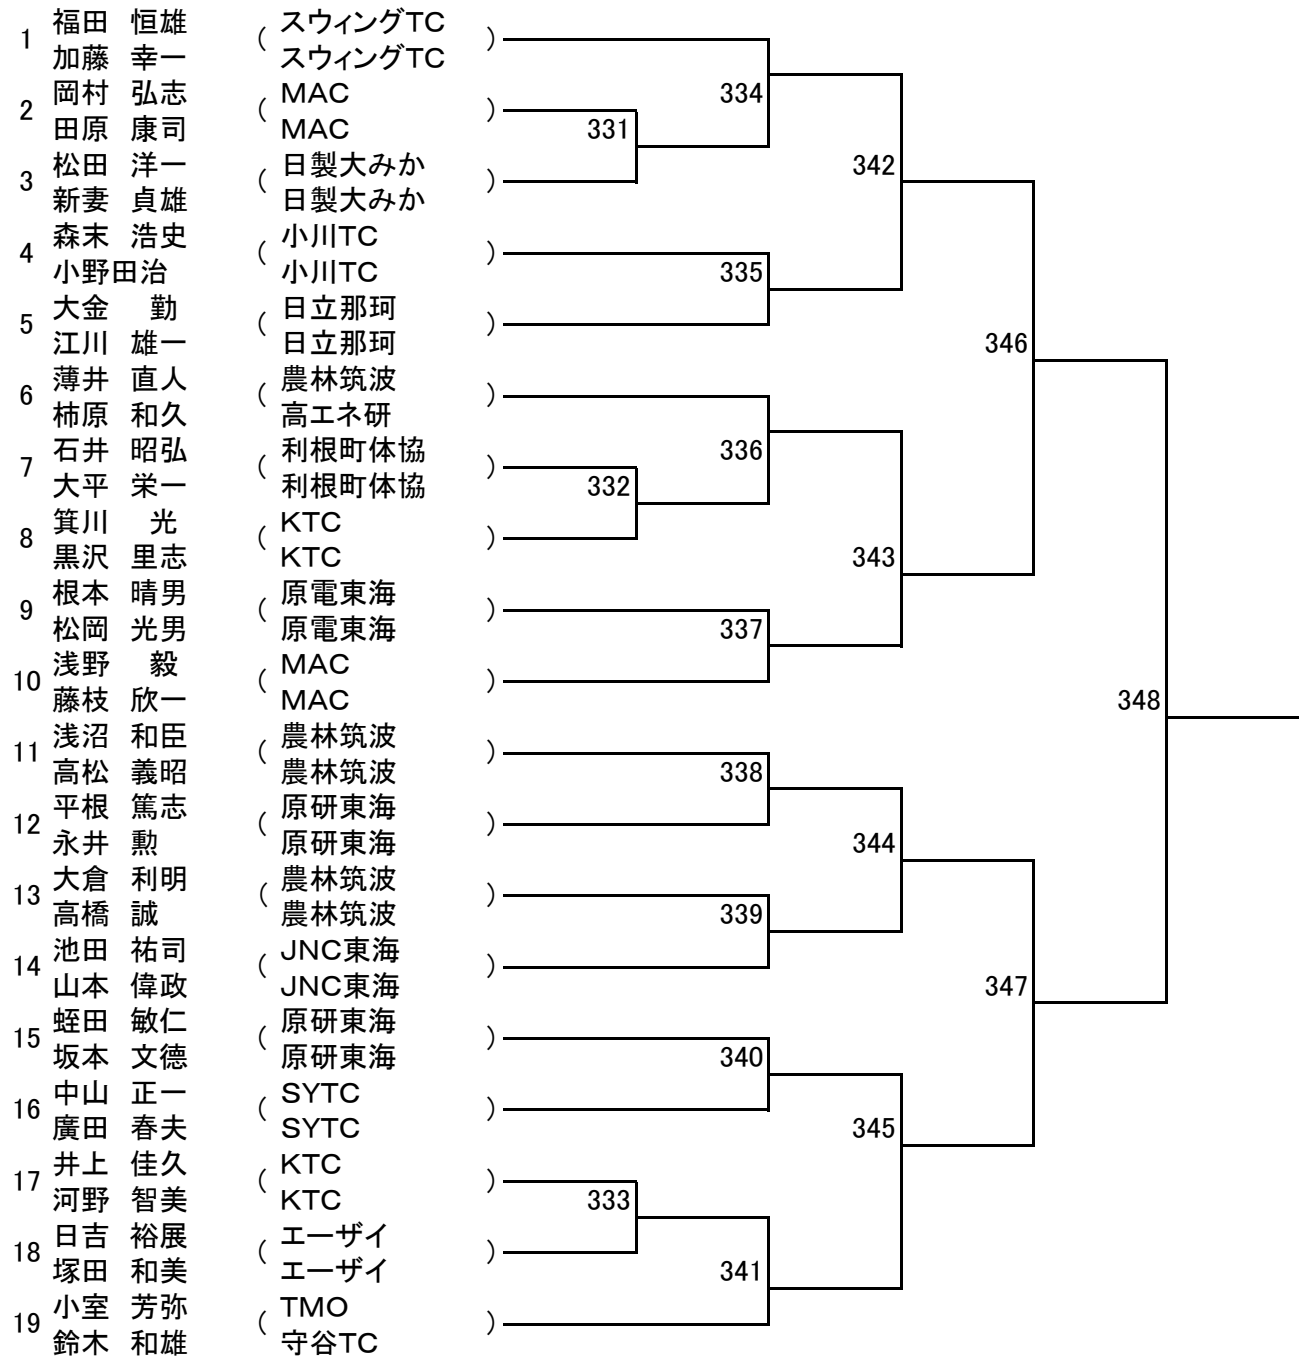 1 福田 恒雄 ( スウィングTC )
加藤 幸一 スウィングTC
334
2 岡村 弘志 ( MAC )
田原 康司 MAC
331
3 松田 洋一 ( 日製大みか )
新妻 貞雄 日製大みか
342
4 森末 浩史 ( 小川TC )
小野田治 小川TC
335
5 大金 勤 ( 日立那珂 )
江川 雄一 日立那珂
346
6 薄井 直人 ( 農林筑波 )
柿原 和久 高エネ研
336
7 石井 昭弘 ( 利根町体協 )
大平 栄一 利根町体協
332
8 箕川 光 ( KTC )
黒沢 里志 KTC
343
9 根本 晴男 ( 原電東海 )
松岡 光男 原電東海
337
10 浅野 毅 ( MAC )
藤枝 欣一 MAC
348
11 浅沼 和臣 ( 農林筑波 )
高松 義昭 農林筑波
338
12 平根 篤志 ( 原研東海 )
永井 勲 原研東海
344
13 大倉 利明 ( 農林筑波 )
高橋 誠 農林筑波
339
14 池田 祐司 ( JNC東海 )
山本 偉政 JNC東海
347
15 蛭田 敏仁 ( 原研東海 )
坂本 文徳 原研東海
340
16 中山 正一 ( SYTC )
廣田 春夫 SYTC
345
17 井上 佳久 ( KTC )
河野 智美 KTC
333
18 日吉 裕展 ( エーザイ )
塚田 和美 エーザイ
341
19 小室 芳弥 ( TMO )
鈴木 和雄 守谷TC